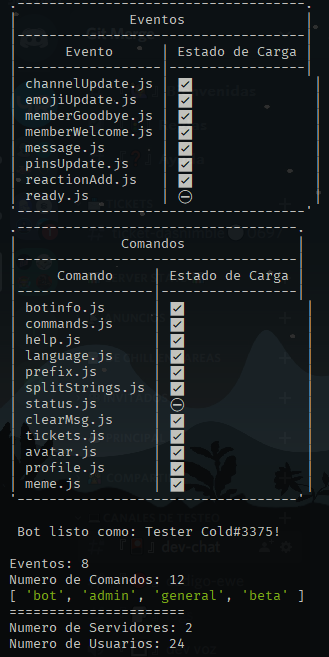 Eventos
Evento | Estado de Carga
channelUpdate.js ✅
emojiUpdate.js ✅
memberGoodbye.js ✅
memberWelcome.js ✅
message.js ✅
pinsUpdate.js ✅
reactionAdd.js ✅
ready.js ⛔
Comandos
Comando | Estado de Carga
botinfo.js ✅
commands.js ✅
help.js ✅
language.js ✅
prefix.js ✅
splitStrings.js ✅
status.js ⛔
clearMsg.js ✅
tickets.js ✅
avatar.js ✅
profile.js ✅
meme.js ✅
Bot listo como: Tester Cold#3375!
dev-chat
Eventos: 8
Numero de Comandos: 12
[ 'bot', 'admin', 'general', 'beta' ]
=======================
Numero de Servidores: 2
Numero de Usuarios: 24